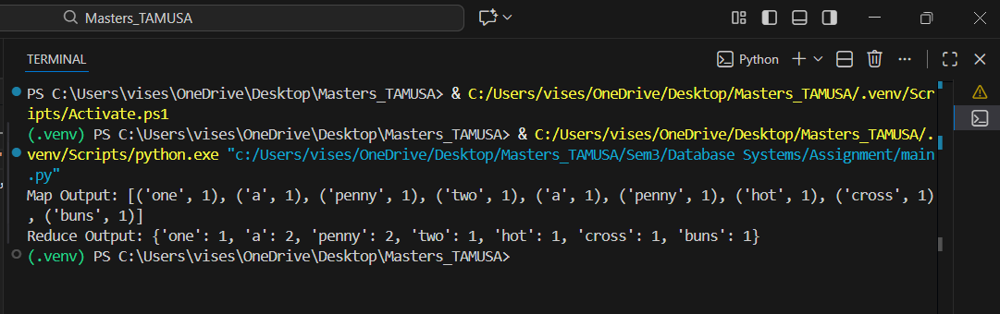 Masters_TAMUSA
TERMINAL
Python
PS C:\Users\vises\OneDrive\Desktop\Masters_TAMUSA> & C:/Users/vises/OneDrive/Desktop/Masters_TAMUSA/.venv/Scr
ipts/Activate.ps1
(.venv) PS C:\Users\vises\OneDrive\Desktop\Masters_TAMUSA> & C:/Users/vises/OneDrive/Desktop/Masters_TAMUSA/.
venv/Scripts/python.exe "c:/Users/vises/OneDrive/Desktop/Masters_TAMUSA/Sem3/Database Systems/Assignment/main
.py"
Map Output: [('one', 1), ('a', 1), ('penny', 1), ('two', 1), ('a', 1), ('penny', 1), ('hot', 1), ('cross', 1)
, ('buns', 1)]
Reduce Output: {'one': 1, 'a': 2, 'penny': 2, 'two': 1, 'hot': 1, 'cross': 1, 'buns': 1}
(.venv) PS C:\Users\vises\OneDrive\Desktop\Masters_TAMUSA>